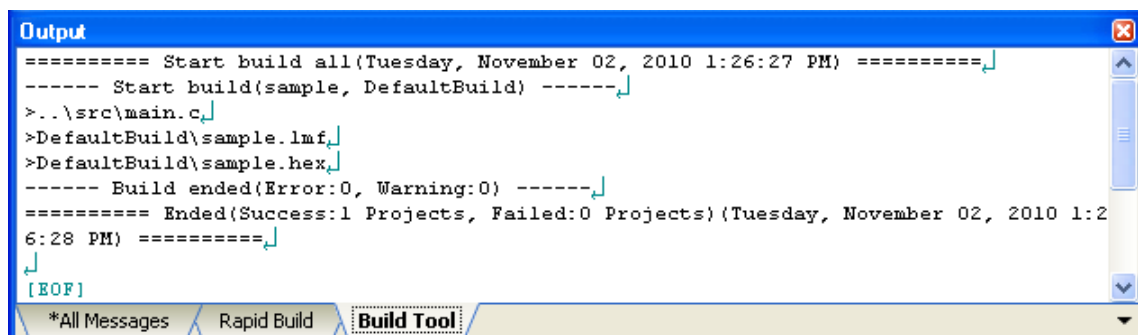 Output
========== Start build all(Tuesday, November 02, 2010 1:26:27 PM) ==========
------ Start build(sample, DefaultBuild) ------
>..\src\main.c
>DefaultBuild\sample.lmf
>DefaultBuild\sample.hex
------ Build ended(Error:0, Warning:0) ------
========== Ended(Success:1 Projects, Failed:0 Projects)(Tuesday, November 02, 2010 1:2
6:28 PM) ==========
[EOF]
*All Messages Rapid Build Build Tool